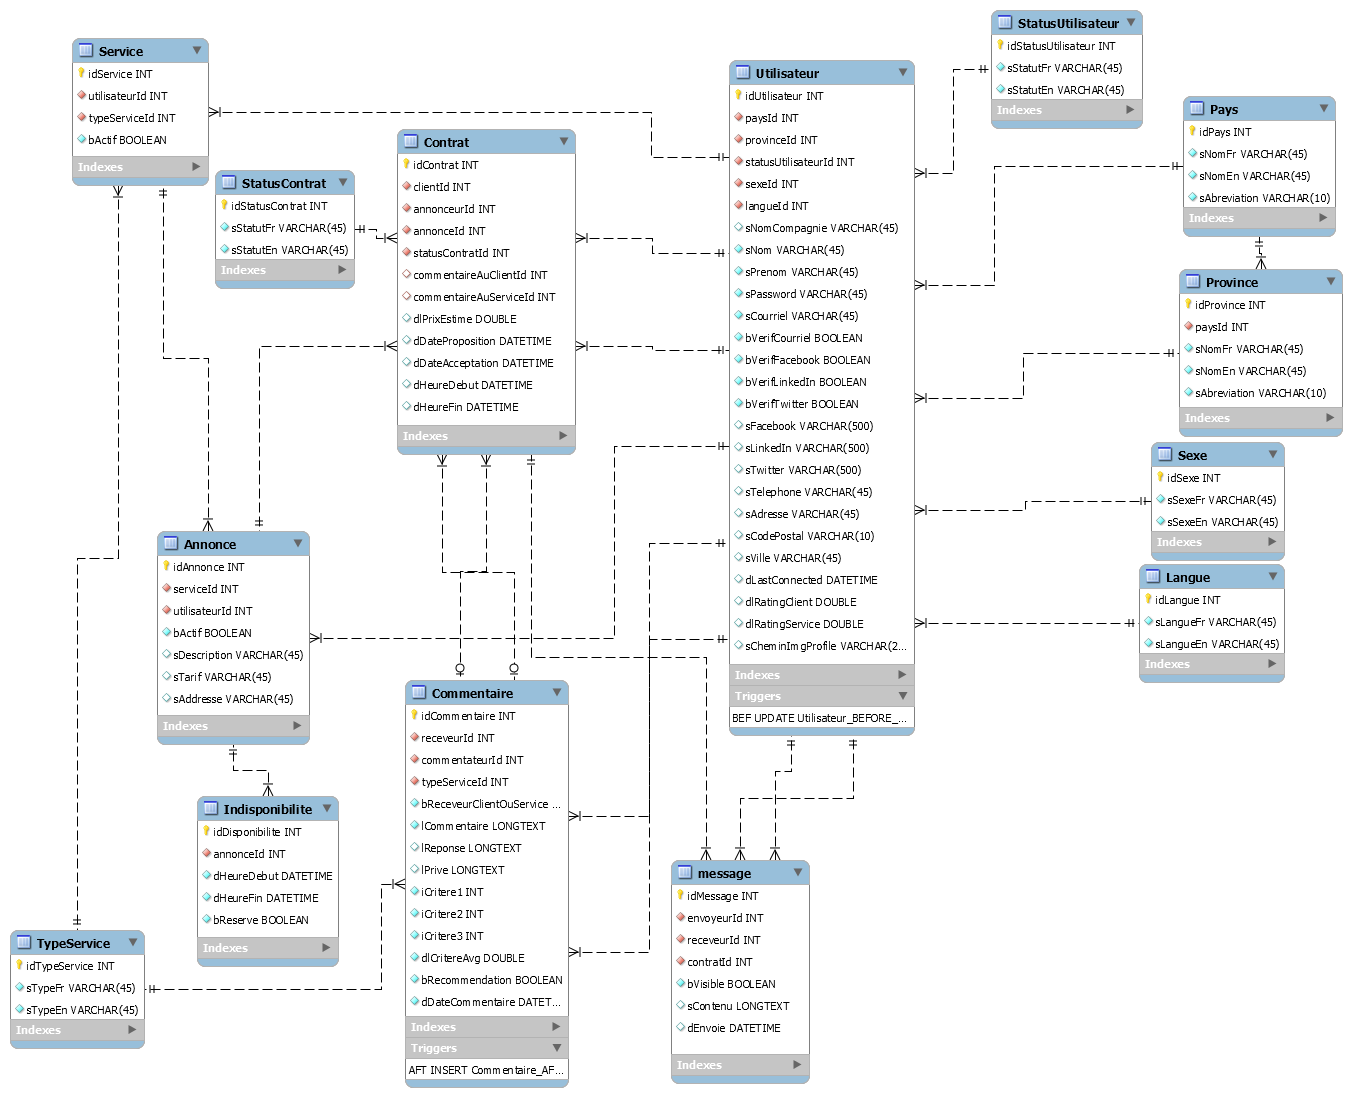 Service
idService INT
utilisateurId INT
typeServiceId INT
bActif BOOLEAN
Indexes
StatusContrat
idStatusContrat INT
sStatutFr VARCHAR(45)
sStatutEn VARCHAR(45)
Indexes
Contrat
idContrat INT
clientId INT
annonceurId INT
annonceId INT
statusContratId INT
commentaireAuClientId INT
commentaireAuServiceId INT
dlPrixEstime DOUBLE
dDateProposition DATETIME
dDateAcceptation DATETIME
dHeureDebut DATETIME
dHeureFin DATETIME
Indexes
Utilisateur
idUtilisateur INT
paysId INT
provinceId INT
statusUtilisateurId INT
sexeId INT
langueId INT
sNomCompagnie VARCHAR(45)
sNom VARCHAR(45)
sPrenom VARCHAR(45)
sPassword VARCHAR(45)
sCourriel VARCHAR(45)
bVerifCourriel BOOLEAN
bVerifFacebook BOOLEAN
bVerifLinkedIn BOOLEAN
bVerifTwitter BOOLEAN
sFacebook VARCHAR(500)
sLinkedIn VARCHAR(500)
sTwitter VARCHAR(500)
sTelephone VARCHAR(45)
sAdresse VARCHAR(45)
sCodePostal VARCHAR(10)
sVille VARCHAR(45)
dLastConnected DATETIME
dlRatingClient DOUBLE
dlRatingService DOUBLE
sCheminImgProfile VARCHAR(2...
Indexes
Triggers
BEF UPDATE Utilisateur_BEFORE_...
StatusUtilisateur
idStatusUtilisateur INT
sStatutFr VARCHAR(45)
sStatutEn VARCHAR(45)
Indexes
Pays
idPays INT
sNomFr VARCHAR(45)
sNomEn VARCHAR(45)
sAbreviation VARCHAR(10)
Indexes
Province
idProvince INT
paysId INT
sNomFr VARCHAR(45)
sNomEn VARCHAR(45)
sAbreviation VARCHAR(10)
Indexes
Sexe
idSexe INT
sSexeFr VARCHAR(45)
sSexeEn VARCHAR(45)
Indexes
Langue
idLangue INT
sLangueFr VARCHAR(45)
sLangueEn VARCHAR(45)
Indexes
Annonce
idAnnonce INT
serviceId INT
utilisateurId INT
bActif BOOLEAN
sDescription VARCHAR(45)
sTarif VARCHAR(45)
sAddresse VARCHAR(45)
Indexes
Indisponibilite
idDisponibilite INT
annonceId INT
dHeureDebut DATETIME
dHeureFin DATETIME
bReserve BOOLEAN
Indexes
TypeService
idTypeService INT
sTypeFr VARCHAR(45)
sTypeEn VARCHAR(45)
Indexes
Commentaire
idCommentaire INT
receveurId INT
commentateurId INT
typeServiceId INT
bReceveurClientOuService ...
lCommentaire LONGTEXT
lReponse LONGTEXT
lPrive LONGTEXT
iCritere1 INT
iCritere2 INT
iCritere3 INT
dlCritereAvg DOUBLE
bRecommendation BOOLEAN
dDateCommentaire DATET...
Indexes
Triggers
AFT INSERT Commentaire_AF...
message
idMessage INT
envoyeurId INT
receveurId INT
contratId INT
bVisible BOOLEAN
sContenu LONGTEXT
dEnvoie DATETIME
Indexes